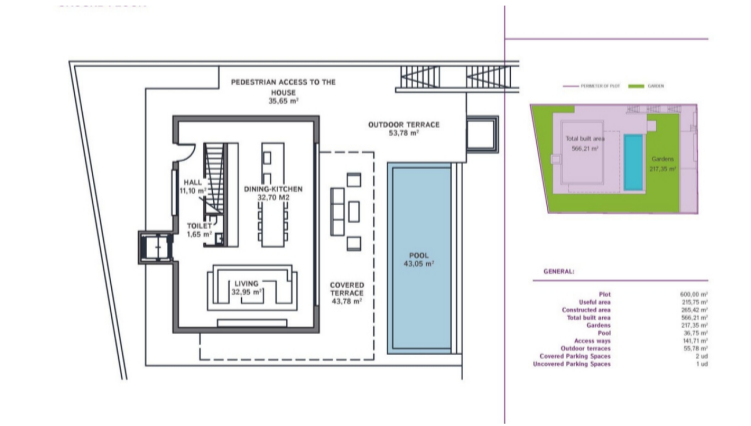 PEDESTRIAN ACCESS TO THE
HOUSE
35,65 m²
OUTDOOR TERRACE
53,78 m²
HALL
11,10 m²
DINING-KITCHEN
32,70 M2
TOILET
1,65 m²
LIVING
32,95 m²
COVERED
TERRACE
43,78 m²
POOL
43,05 m²
PERIMETER OF PLOT
GARDEN
Total built area
566,21 m²
Gardens
217,35 m²
GENERAL:
Plot 600,00 m²
Useful area 215,75 m²
Constructed area 265,42 m²
Total built area 566,21 m²
Gardens 217,35 m²
Pool 36,75 m²
Access ways 141,71 m²
Outdoor terraces 55,78 m²
Covered Parking Spaces 2 ud
Uncovered Parking Spaces 1 ud